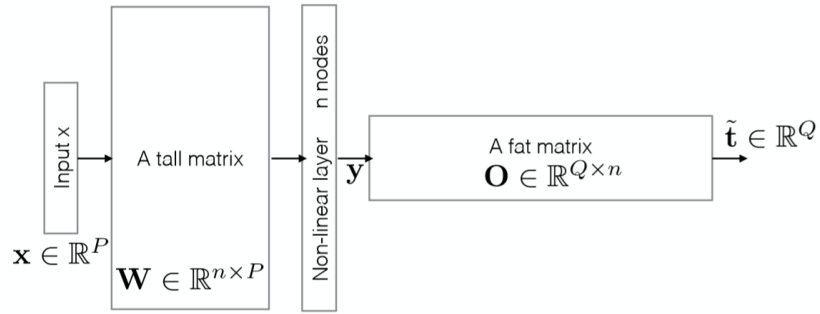 Input x
x ∈ ℝ^P
A tall matrix
W ∈ ℝ^{n×P}
Non-linear layer n nodes
y
A fat matrix
O ∈ ℝ^{Q×n}
t̃ ∈ ℝ^Q